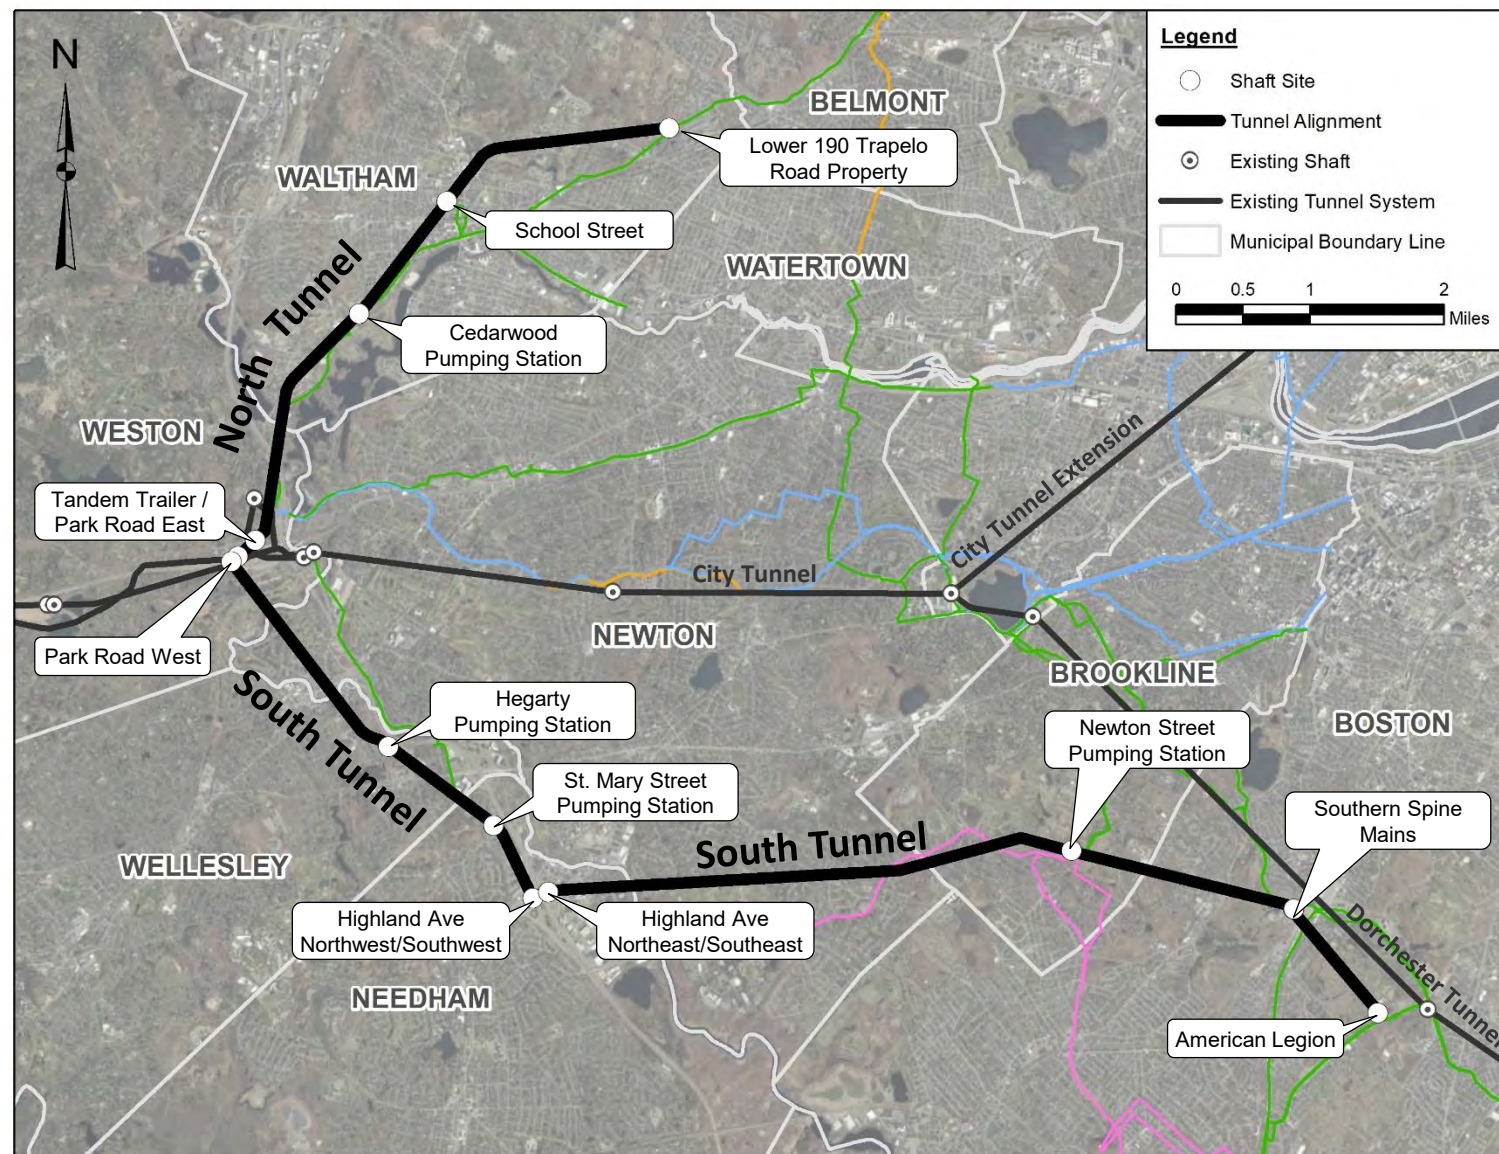 N
Legend
Shaft Site
Tunnel Alignment
Existing Shaft
Existing Tunnel System
Municipal Boundary Line
0 0.5 1 2
Miles
BELMONT
Lower 190 Trapelo
Road Property
WALTHAM
School Street
WATERTOWN
North Tunnel
Cedarwood
Pumping Station
WESTON
Tandem Trailer /
Park Road East
City Tunnel Extension
City Tunnel
Park Road West
NEWTON
BROOKLINE
South Tunnel
Hegarty
Pumping Station
Newton Street
Pumping Station
BOSTON
St. Mary Street
Pumping Station
Southern Spine
Mains
South Tunnel
WELLESLEY
Highland Ave
Northwest/Southwest
Highland Ave
Northeast/Southeast
Dorchester Tunnel
NEEDHAM
American Legion